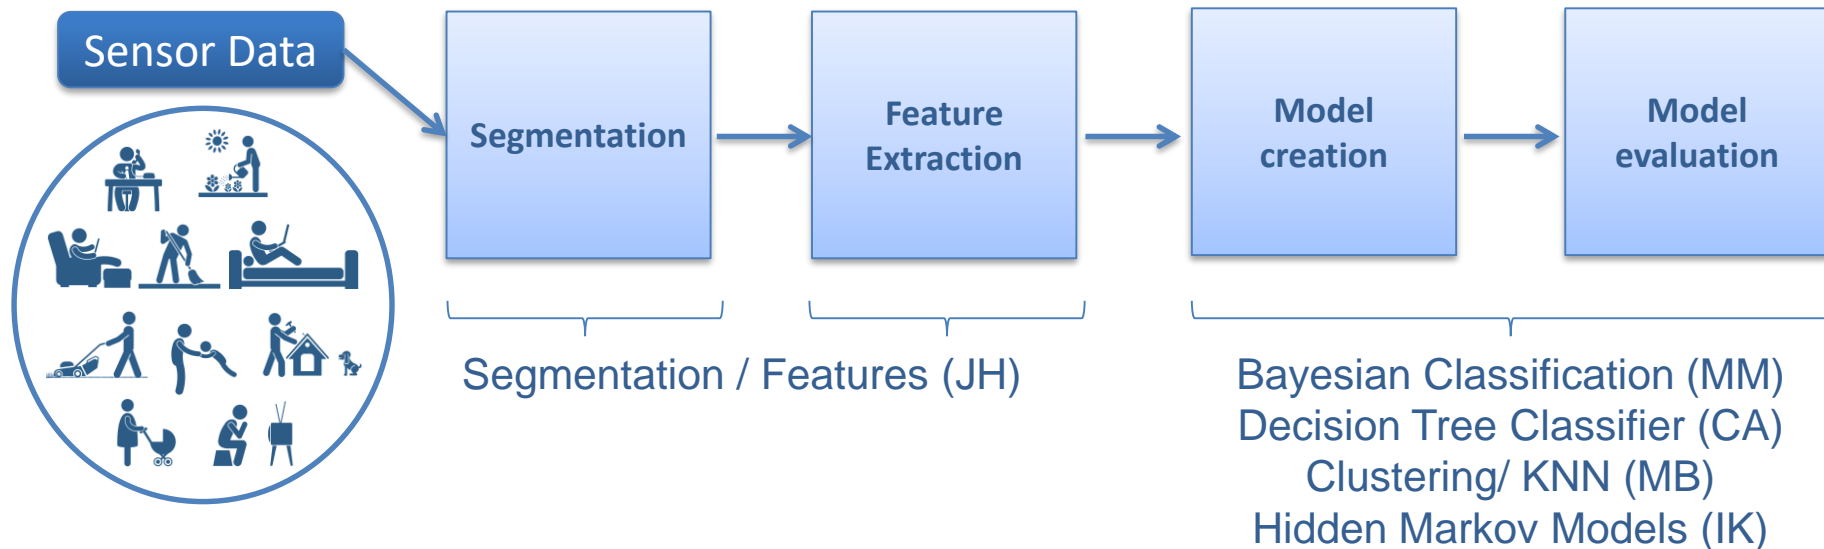 Sensor Data
Segmentation
Feature
Extraction
Model
creation
Model
evaluation
Segmentation / Features (JH)
Bayesian Classification (MM)
Decision Tree Classifier (CA)
Clustering/ KNN (MB)
Hidden Markov Models (IK)